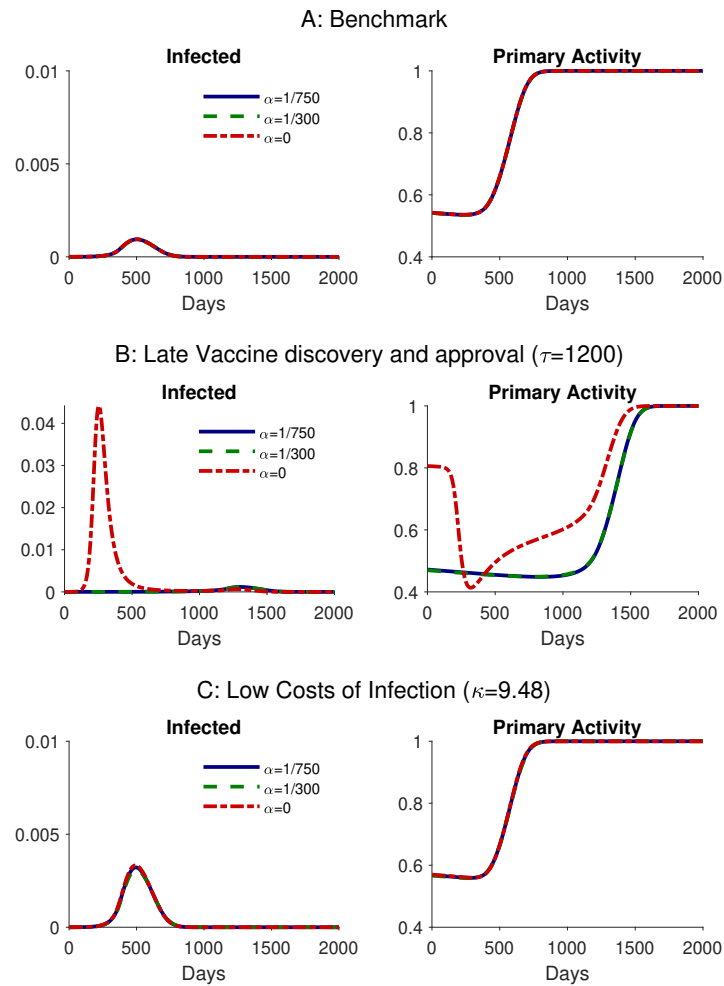 A: Benchmark
Infected
Primary Activity
0.01
0.005
0
α=1/750
α=1/300
α=0
0 500 1000 1500 2000
Days
1
0.8
0.6
0.4
0 500 1000 1500 2000
Days
B: Late Vaccine discovery and approval (τ=1200)
Infected
Primary Activity
0.04
0.03
0.02
0.01
0
α=1/750
α=1/300
α=0
0 500 1000 1500 2000
Days
1
0.8
0.6
0.4
0 500 1000 1500 2000
Days
C: Low Costs of Infection (κ=9.48)
Infected
Primary Activity
0.01
0.005
0
α=1/750
α=1/300
α=0
0 500 1000 1500 2000
Days
1
0.8
0.6
0.4
0 500 1000 1500 2000
Days